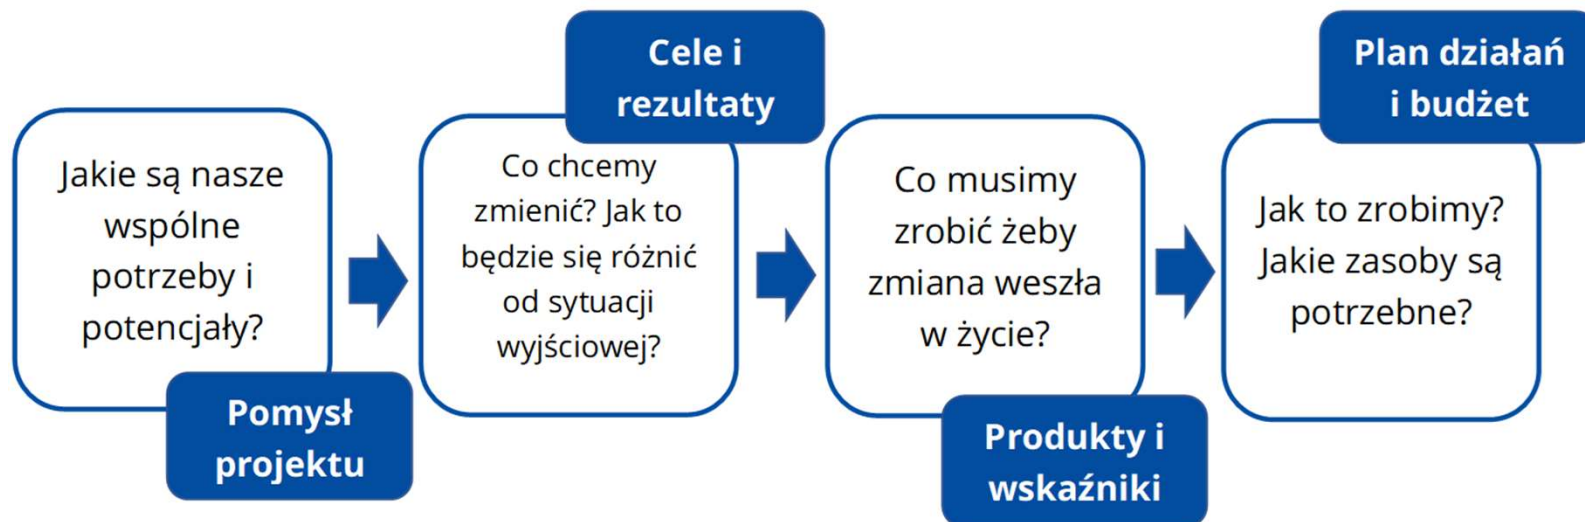 Jakie są nasze
wspólne
potrzeby i
potencjały?
Pomysł
projektu
Cele i
rezultaty
Co chcemy
zmienić? Jak to
będzie się różnić
od sytuacji
wyjściowej?
Co musimy
zrobić żeby
zmiana weszła
w życie?
Produkty i
wskaźniki
Plan działań
i budżet
Jak to zrobimy?
Jakie zasoby są
potrzebne?